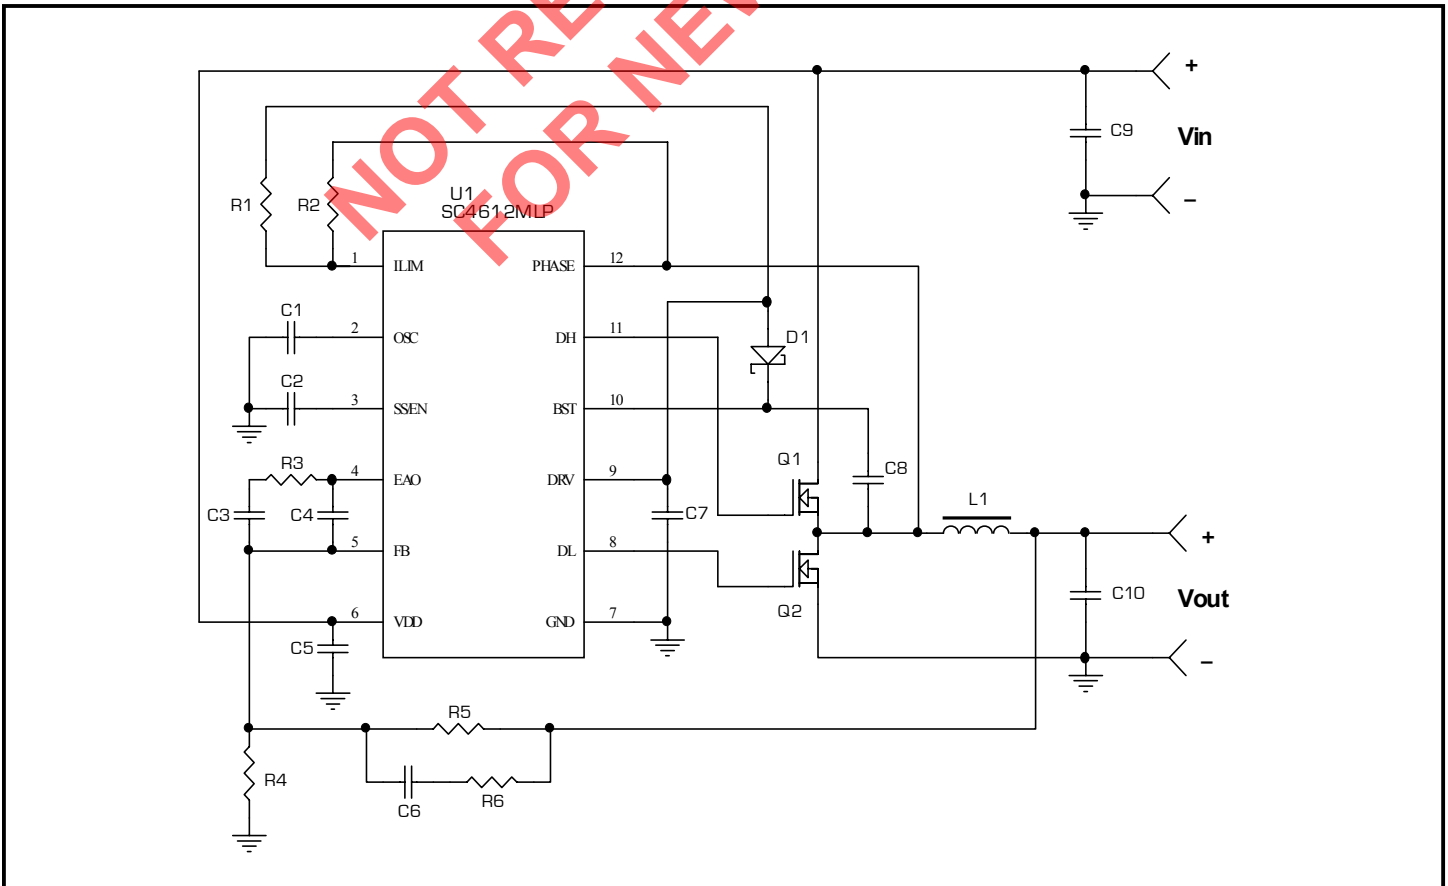 NOT RE
FOR NEW
+
C9
Vin
–
R1
R2
U1
SC4612MLP
1
ILIM
PHASE
12
C1
2
OSC
DH
11
D1
C2
3
SSEN
BST
10
R3
4
EAO
DRV
9
Q1
C8
C3
C4
C7
L1
5
FB
DL
8
+
Q2
C10
Vout
6
VDD
GND
7
C5
–
R5
R4
C6
R6